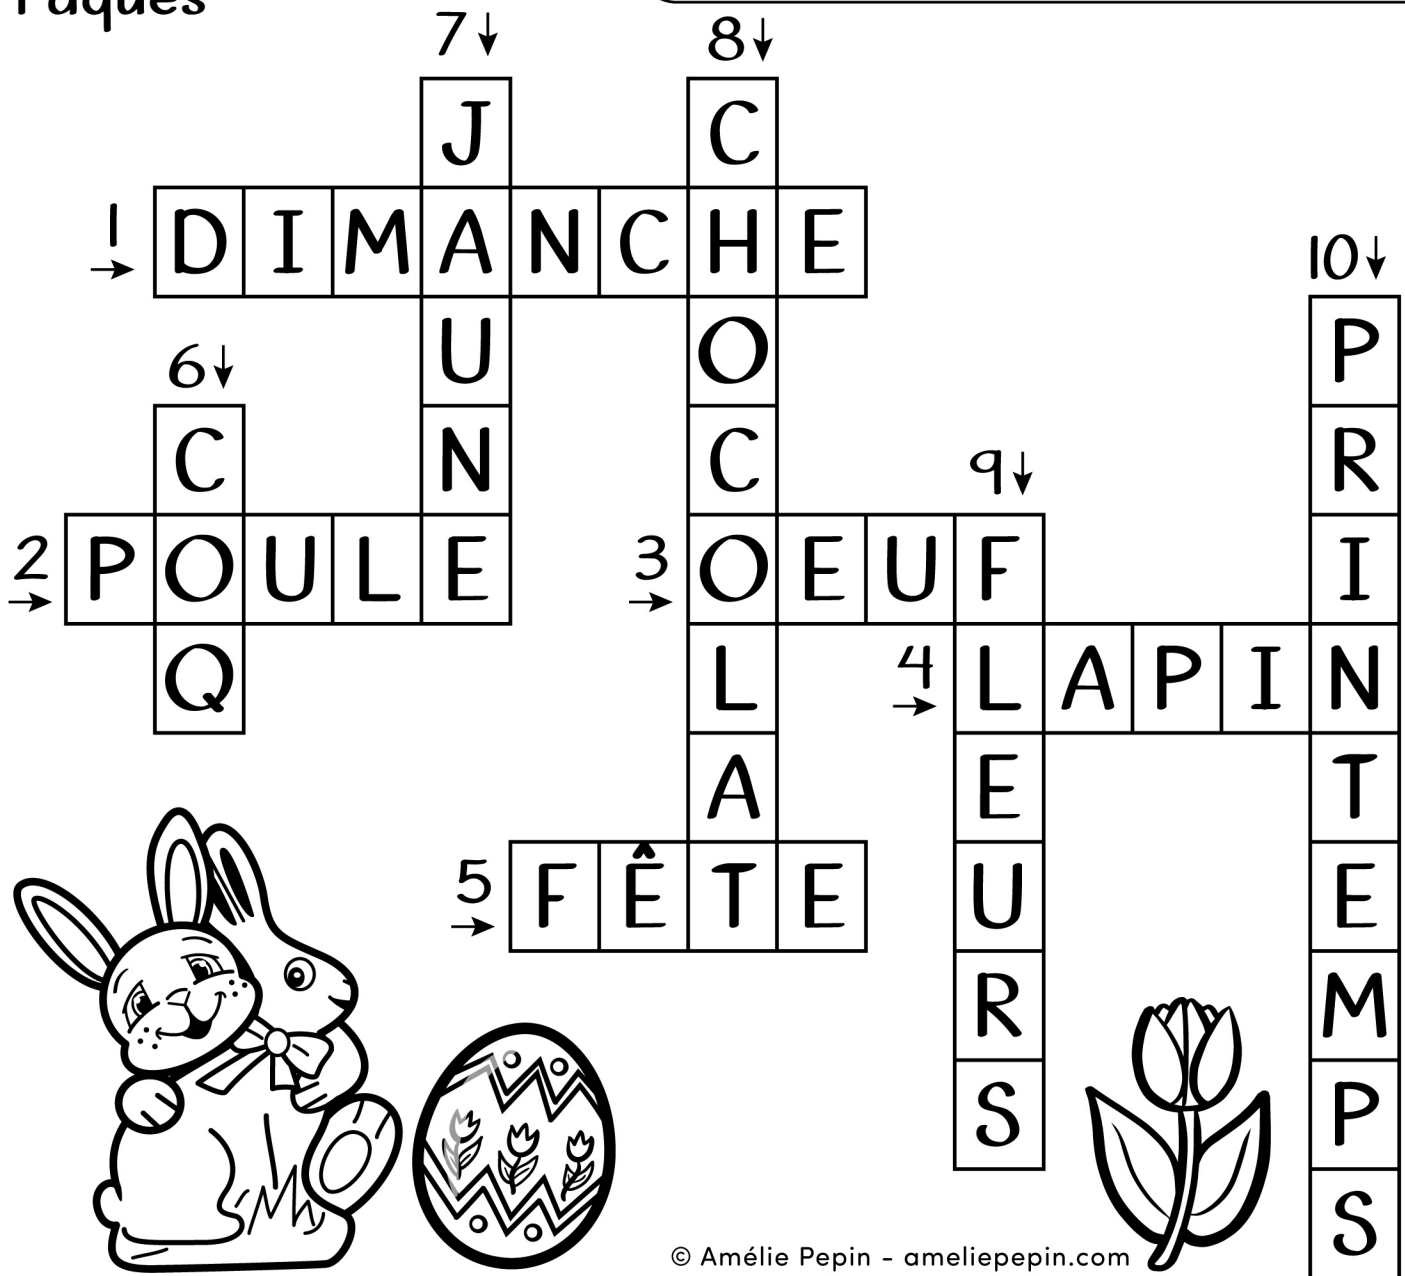 Pâques
7 8
J C
1 DIMANCHE
10
U O P
6
C N C R
9
2 POULE 3 OEUF I
Q L 4 LAPIN
A E T
5 FÊTE U E
R M
S P
S
© Amélie Pepin - ameliepepin.com